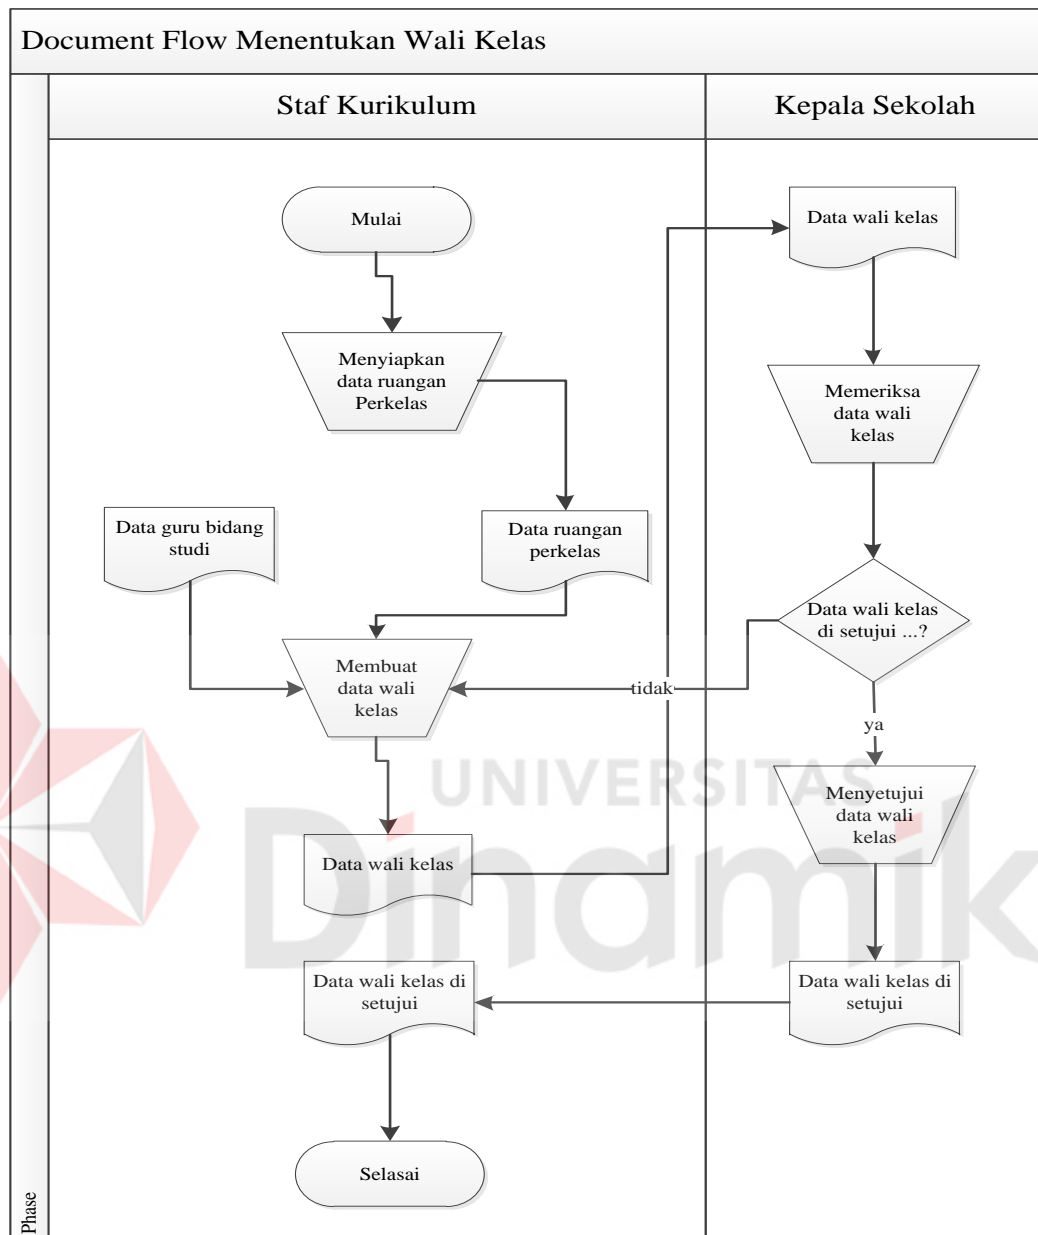 Document Flow Menentukan Wali Kelas
Staf Kurikulum
Kepala Sekolah
Mulai
Menyiapkan
data ruangan
Perkelas
Data guru bidang
studi
Data ruangan
perkelas
Membuat
data wali
kelas
Data wali kelas
Data wali kelas di
setujui
Selasai
Data wali kelas
Memeriksa
data wali
kelas
Data wali kelas
di setujui ...?
tidak
ya
Menyetujui
data wali
kelas
Data wali kelas di
setujui
Phase
UNIVERSITAS
Dinamik